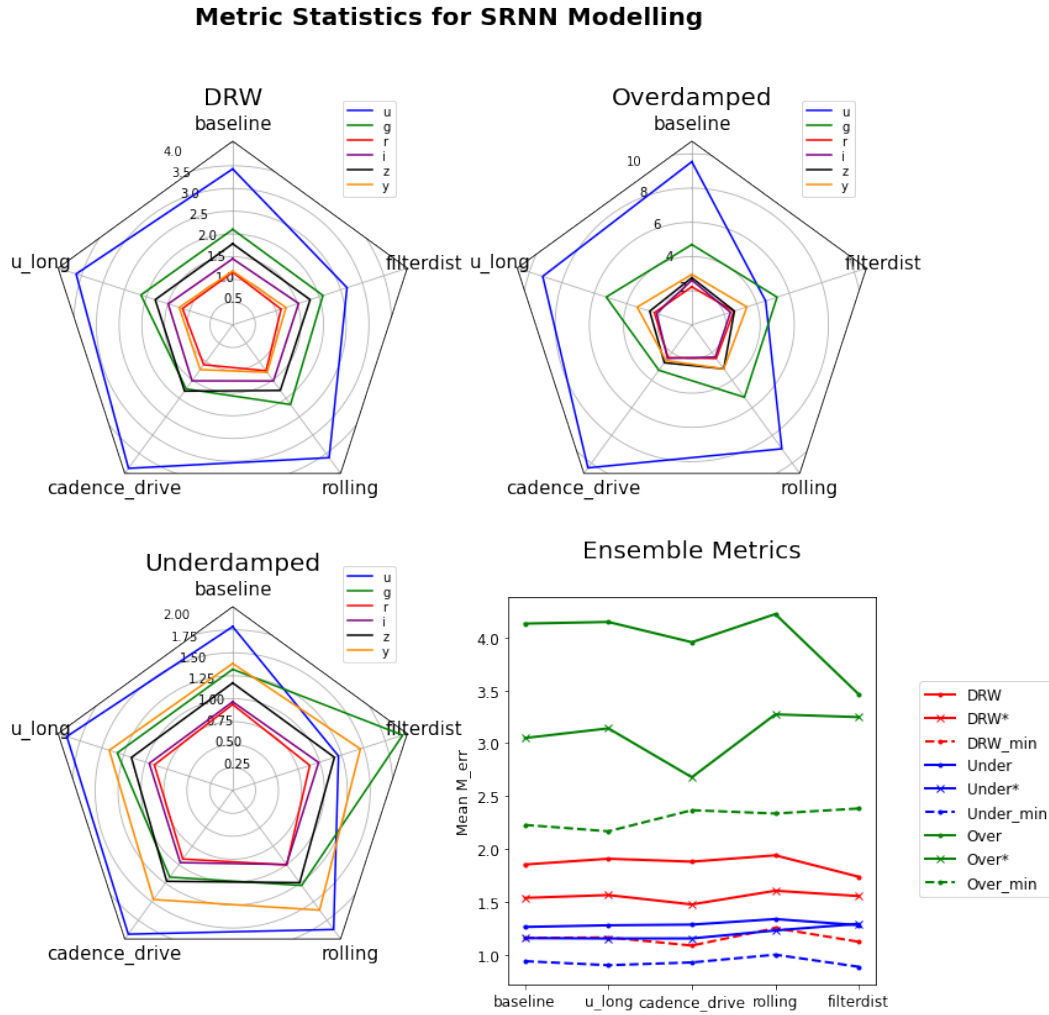 Metric Statistics for SRNN Modelling
DRW
baseline
u
g
r
i
z
y
4.0
3.5
3.0
2.5
2.0
1.5
1.0
0.5
u_long
filterdist
cadence_drive
rolling
Overdamped
baseline
u
g
r
i
z
y
10
8
6
4
u_long
filterdist
cadence_drive
rolling
Underdamped
baseline
u
g
r
i
z
y
2.00
1.75
1.50
1.25
1.00
0.75
0.50
0.25
u_long
filterdist
cadence_drive
rolling
Ensemble Metrics
Mean M_err
4.0
3.5
3.0
2.5
2.0
1.5
1.0
baseline
u_long
cadence_drive
rolling
filterdist
DRW
DRW*
DRW_min
Under
Under*
Under_min
Over
Over*
Over_min